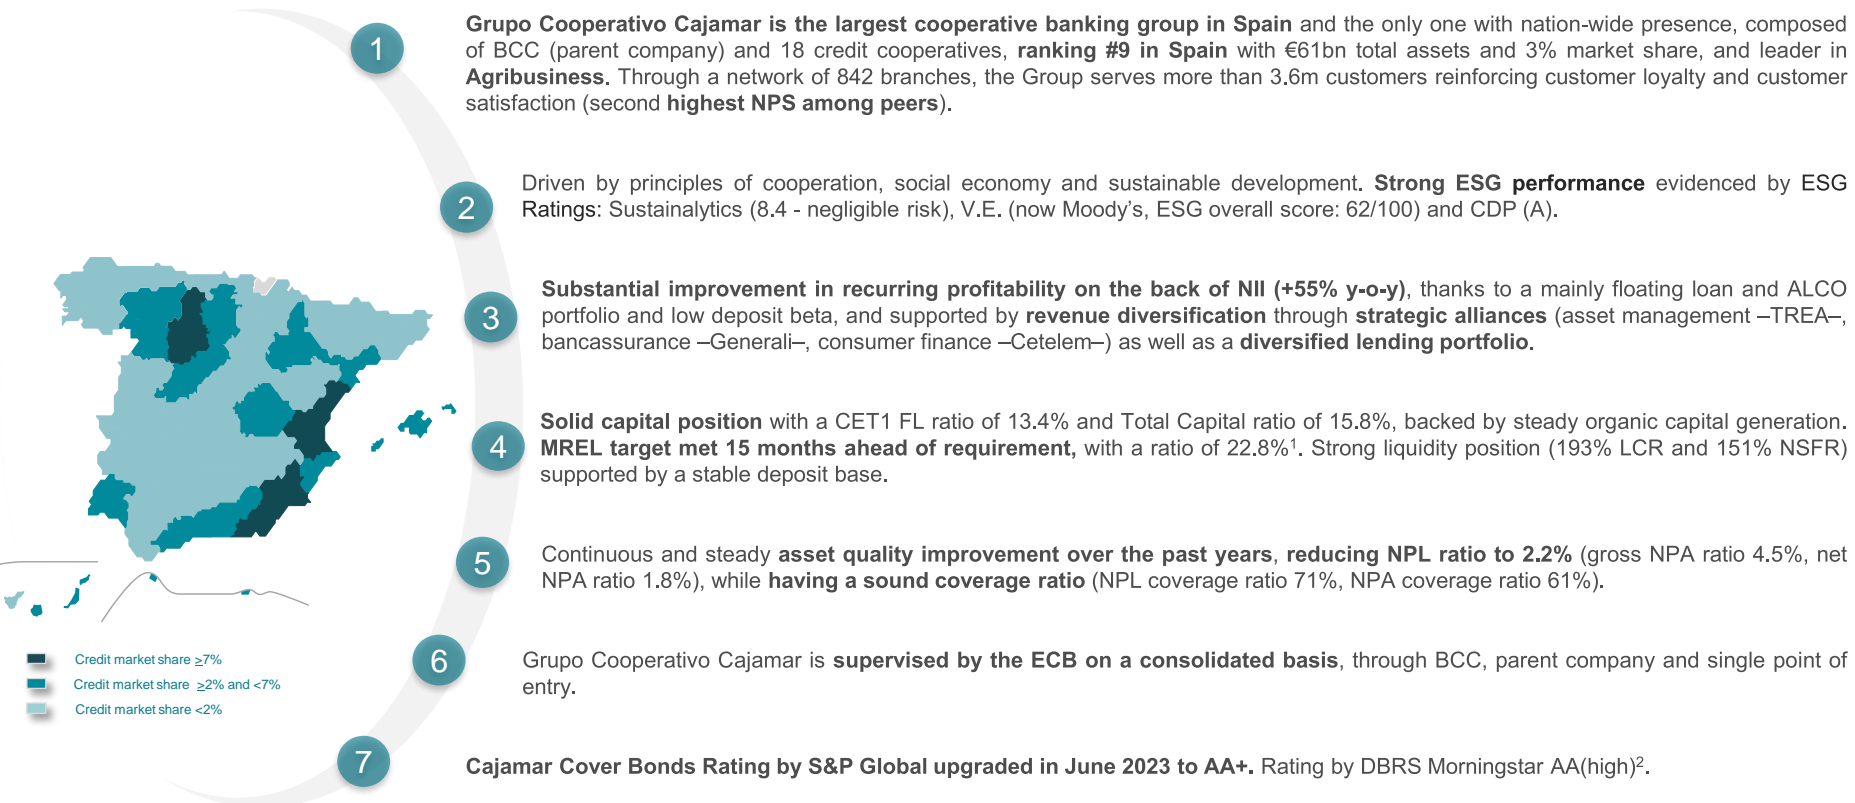 1
Grupo Cooperativo Cajamar is the largest cooperative banking group in Spain and the only one with nation-wide presence, composed
of BCC (parent company) and 18 credit cooperatives, ranking #9 in Spain with €61bn total assets and 3% market share, and leader in
Agribusiness. Through a network of 842 branches, the Group serves more than 3.6m customers reinforcing customer loyalty and customer
satisfaction (second highest NPS among peers).
2
Driven by principles of cooperation, social economy and sustainable development. Strong ESG performance evidenced by ESG
Ratings: Sustainalytics (8.4 - negligible risk), V.E. (now Moody's, ESG overall score: 62/100) and CDP (A).
3
Substantial improvement in recurring profitability on the back of NII (+55% y-o-y), thanks to a mainly floating loan and ALCO
portfolio and low deposit beta, and supported by revenue diversification through strategic alliances (asset management –TREA–,
bancassurance –Generali–, consumer finance –Cetelem–) as well as a diversified lending portfolio.
4
Solid capital position with a CET1 FL ratio of 13.4% and Total Capital ratio of 15.8%, backed by steady organic capital generation.
MREL target met 15 months ahead of requirement, with a ratio of 22.8%¹. Strong liquidity position (193% LCR and 151% NSFR)
supported by a stable deposit base.
5
Continuous and steady asset quality improvement over the past years, reducing NPL ratio to 2.2% (gross NPA ratio 4.5%, net
NPA ratio 1.8%), while having a sound coverage ratio (NPL coverage ratio 71%, NPA coverage ratio 61%).
6
Grupo Cooperativo Cajamar is supervised by the ECB on a consolidated basis, through BCC, parent company and single point of
entry.
7
Cajamar Cover Bonds Rating by S&P Global upgraded in June 2023 to AA+. Rating by DBRS Morningstar AA(high)².
Credit market share ≥7%
Credit market share ≥2% and <7%
Credit market share <2%